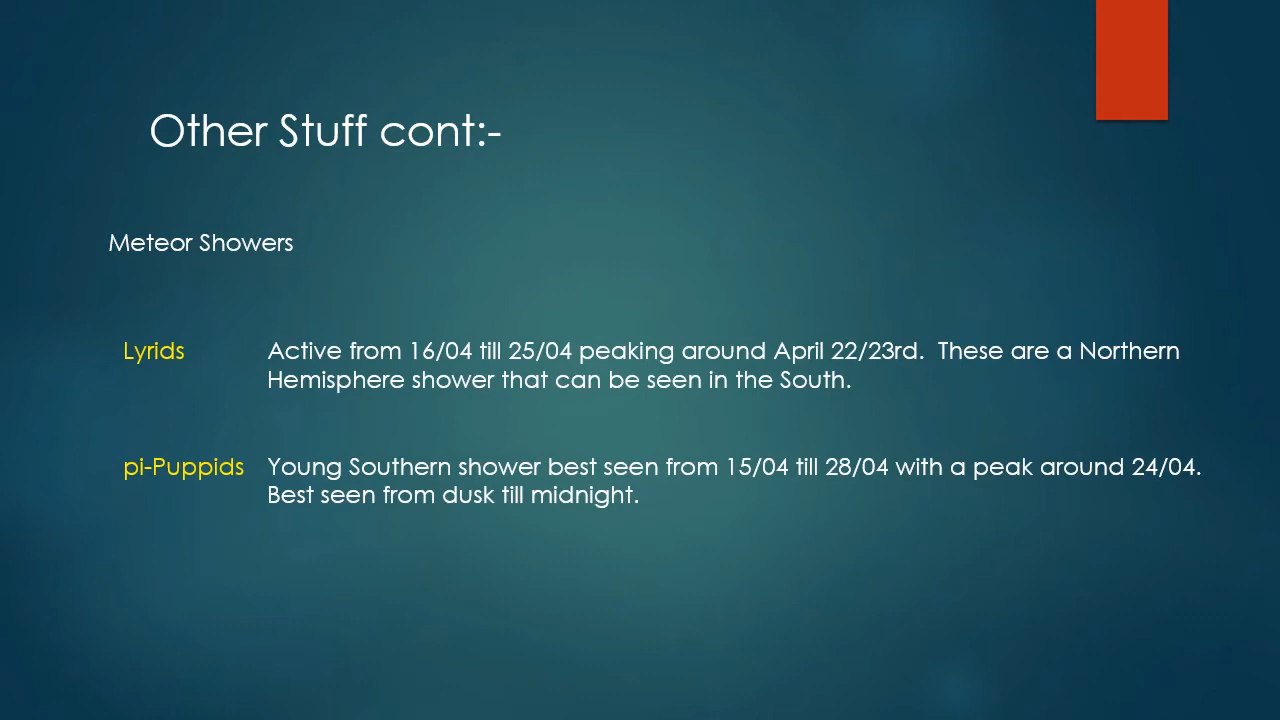 Other Stuff cont:-
Meteor Showers
Lyrids Active from 16/04 till 25/04 peaking around April 22/23rd.  These are a Northern
Hemisphere shower that can be seen in the South.
pi-Puppids Young Southern shower best seen from 15/04 till 28/04 with a peak around 24/04.
Best seen from dusk till midnight.